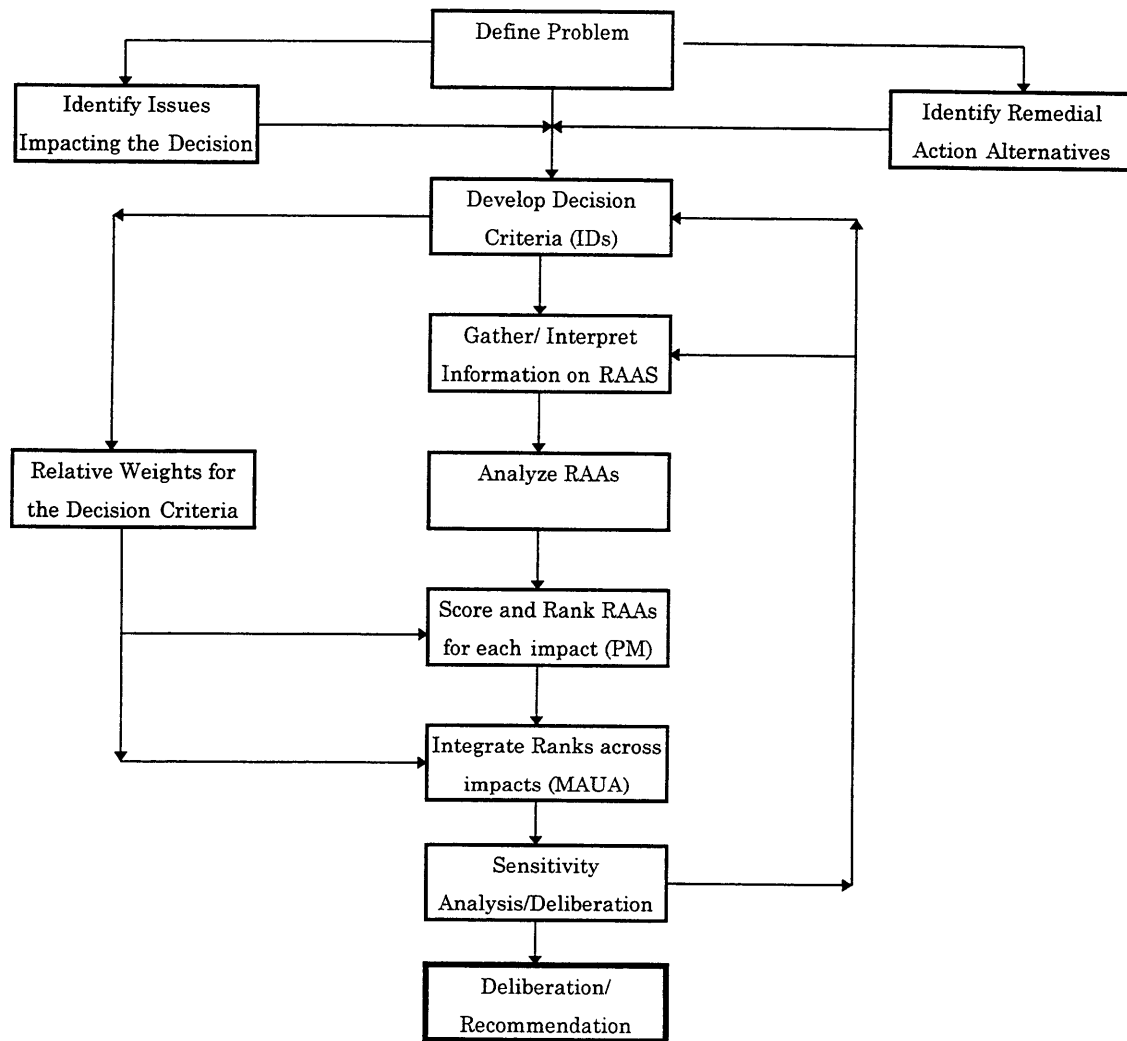 Define Problem
Identify Issues
Impacting the Decision
Identify Remedial
Action Alternatives
Develop Decision
Criteria (IDs)
Gather/ Interpret
Information on RAAS
Relative Weights for
the Decision Criteria
Analyze RAAs
Score and Rank RAAs
for each impact (PM)
Integrate Ranks across
impacts (MAUA)
Sensitivity
Analysis/Deliberation
Deliberation/
Recommendation